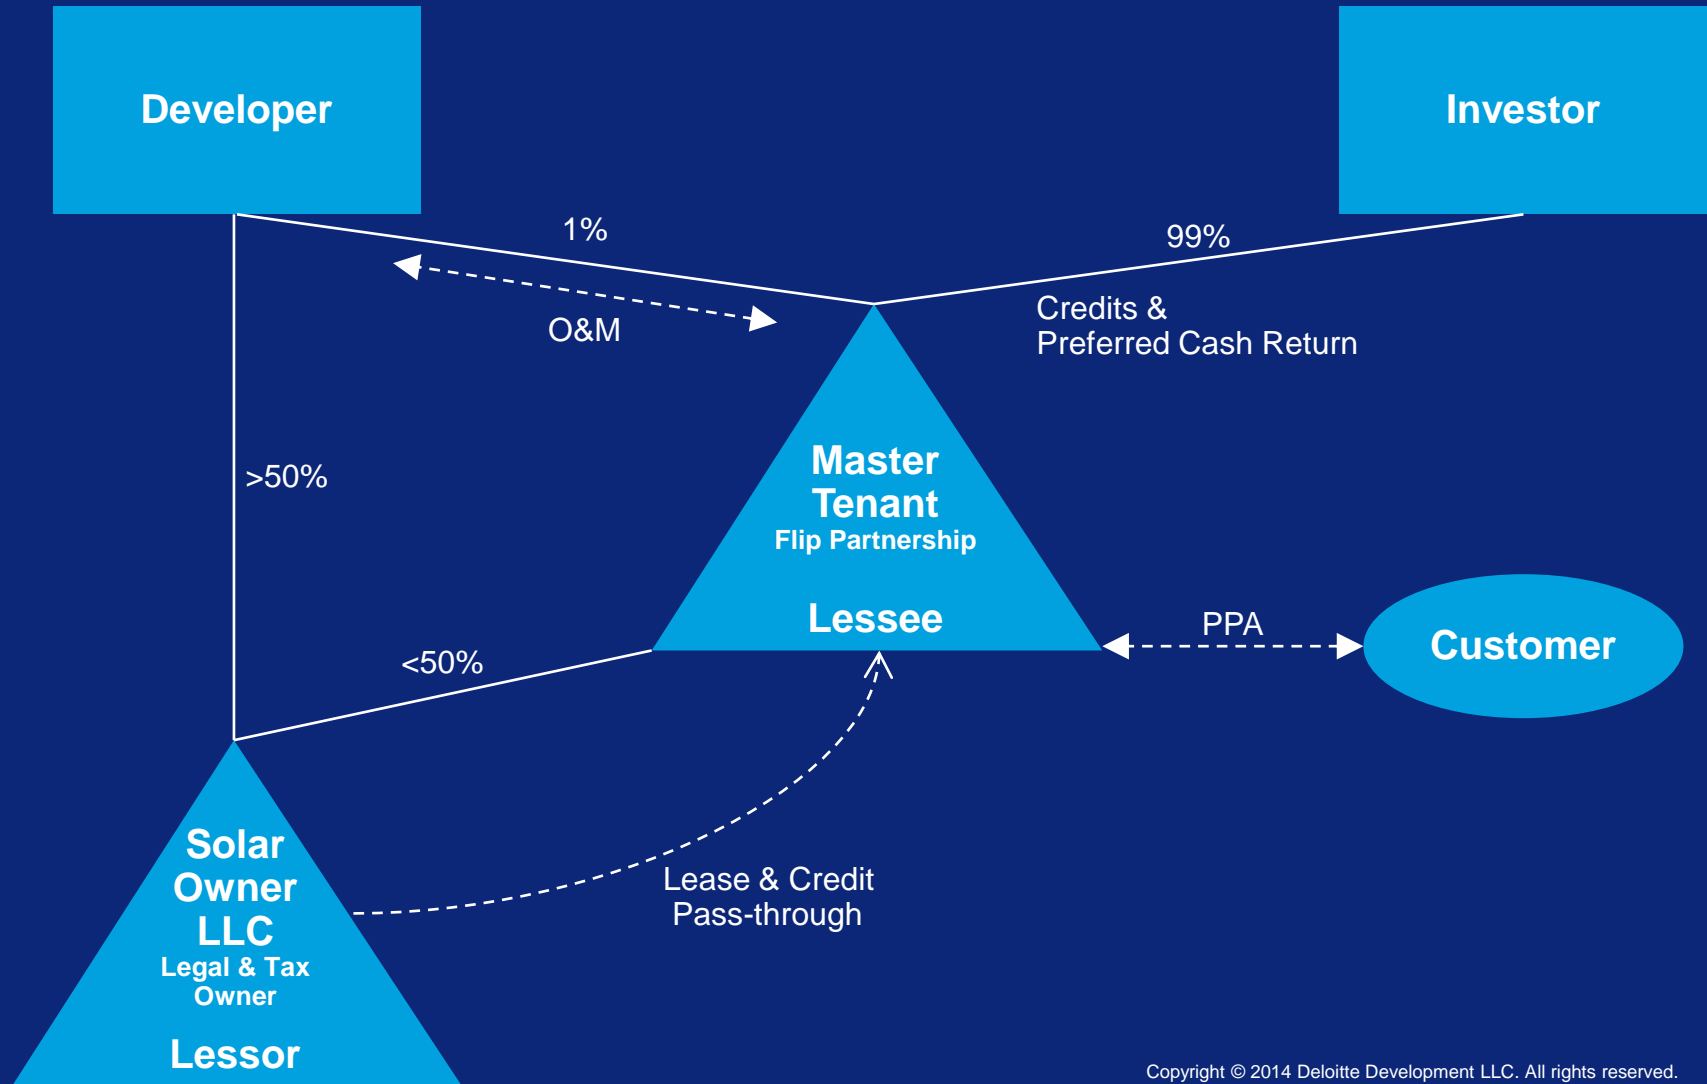 Developer
Investor
1%
99%
O&M
Credits &
Preferred Cash Return
>50%
Master
Tenant
Flip Partnership
Lessee
PPA
Customer
<50%
Solar
Owner
LLC
Legal & Tax
Owner
Lessor
Lease & Credit
Pass-through
Copyright © 2014 Deloitte Development LLC. All rights reserved.